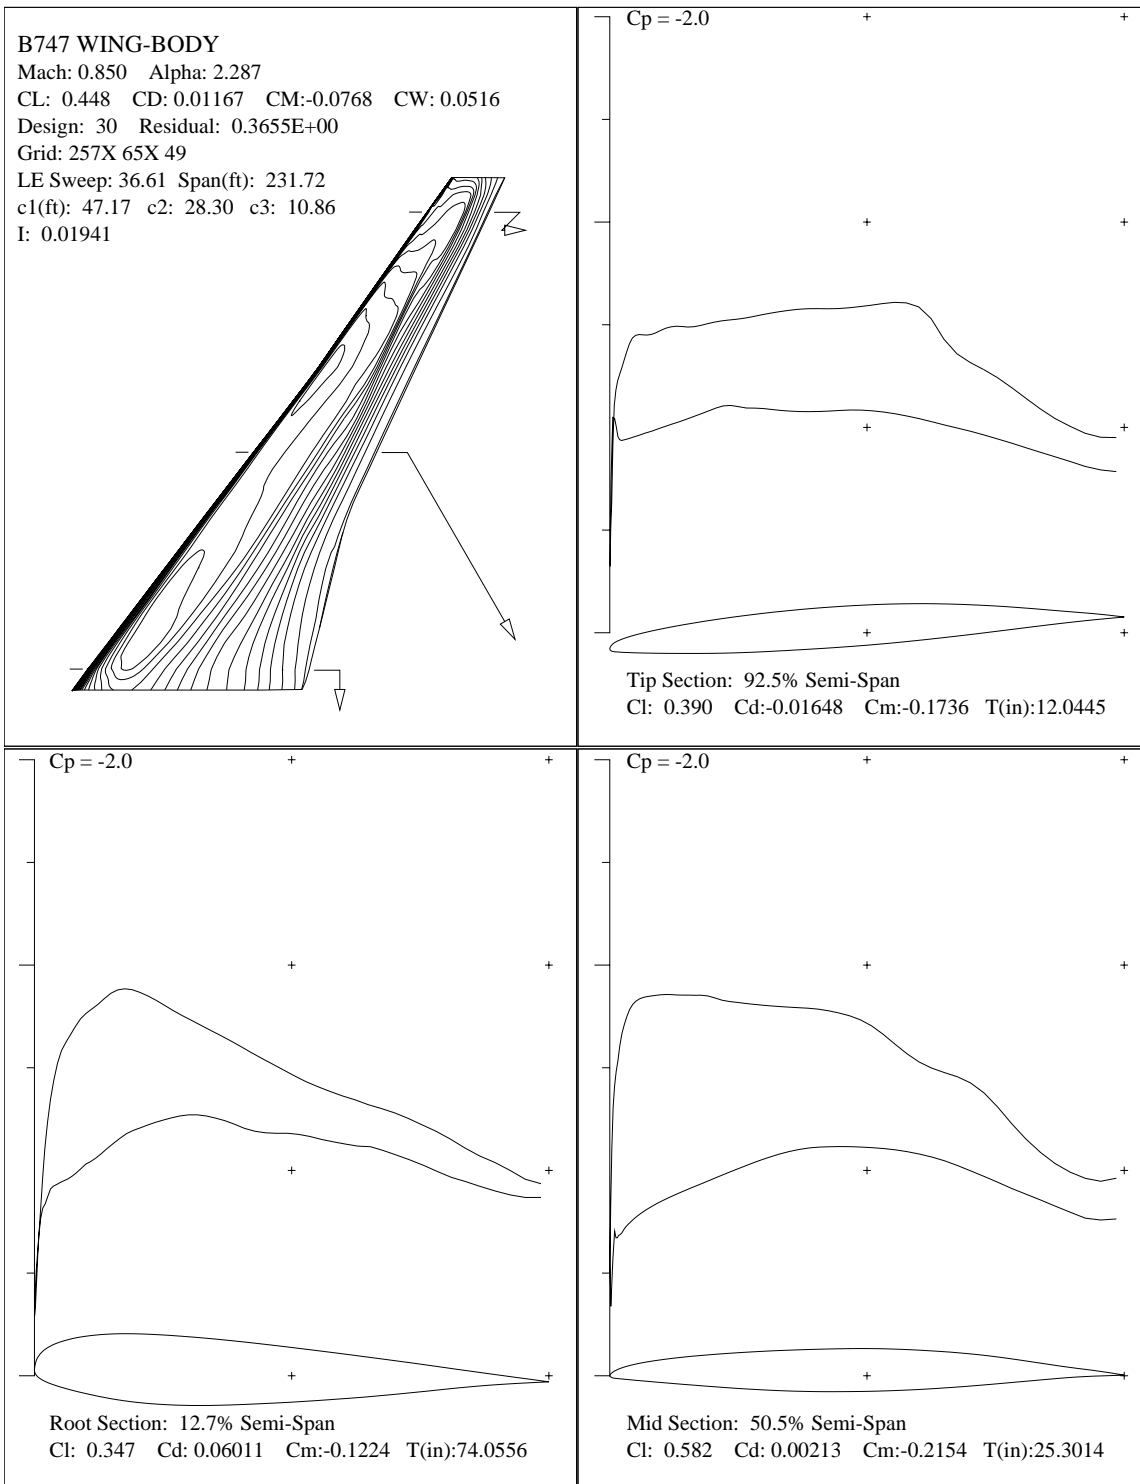 B747 WING-BODY
Mach: 0.850 Alpha: 2.287
CL: 0.448 CD: 0.01167 CM:-0.0768 CW: 0.0516
Design: 30 Residual: 0.3655E+00
Grid: 257X 65X 49
LE Sweep: 36.61 Span(ft): 231.72
c1(ft): 47.17 c2: 28.30 c3: 10.86
I: 0.01941
Cp = -2.0
Tip Section: 92.5% Semi-Span
Cl: 0.390 Cd:-0.01648 Cm:-0.1736 T(in):12.0445
Cp = -2.0
Root Section: 12.7% Semi-Span
Cl: 0.347 Cd: 0.06011 Cm:-0.1224 T(in):74.0556
Cp = -2.0
Mid Section: 50.5% Semi-Span
Cl: 0.582 Cd: 0.00213 Cm:-0.2154 T(in):25.3014